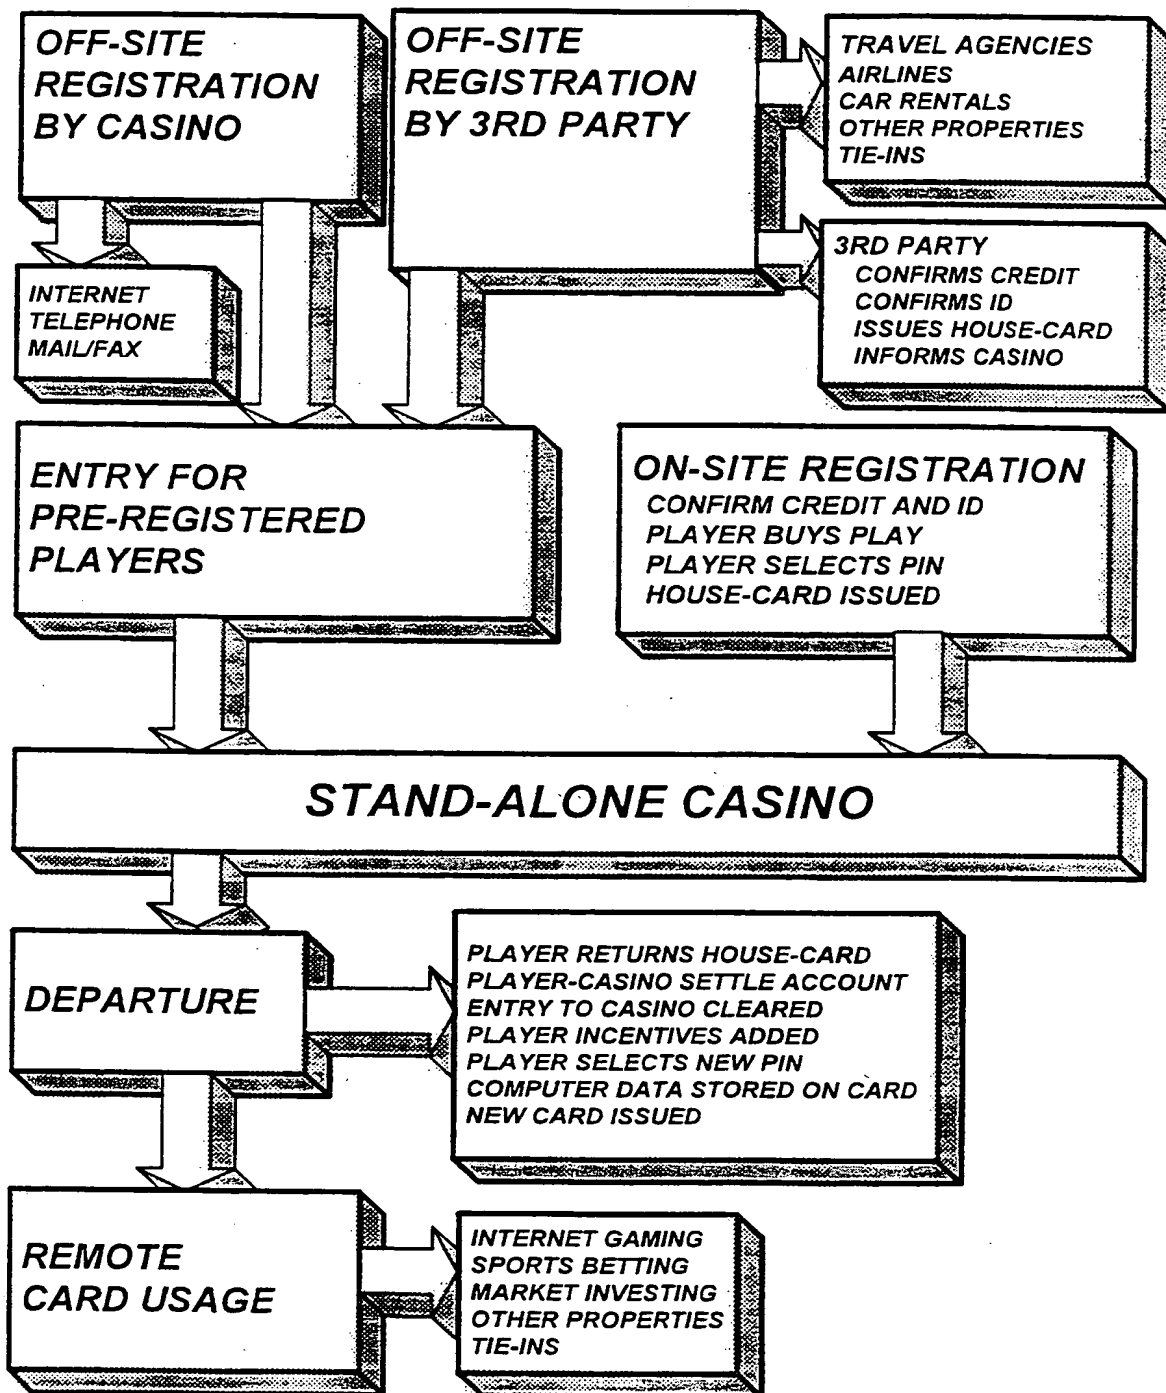 OFF-SITE
REGISTRATION
BY CASINO
OFF-SITE
REGISTRATION
BY 3RD PARTY
TRAVEL AGENCIES
AIRLINES
CAR RENTALS
OTHER PROPERTIES
TIE-INS
3RD PARTY
CONFIRMS CREDIT
CONFIRMS ID
ISSUES HOUSE-CARD
INFORMS CASINO
INTERNET
TELEPHONE
MAIL/FAX
ENTRY FOR
PRE-REGISTERED
PLAYERS
ON-SITE REGISTRATION
CONFIRM CREDIT AND ID
PLAYER BUYS PLAY
PLAYER SELECTS PIN
HOUSE-CARD ISSUED
STAND-ALONE CASINO
DEPARTURE
PLAYER RETURNS HOUSE-CARD
PLAYER-CASINO SETTLE ACCOUNT
ENTRY TO CASINO CLEARED
PLAYER INCENTIVES ADDED
PLAYER SELECTS NEW PIN
COMPUTER DATA STORED ON CARD
NEW CARD ISSUED
REMOTE
CARD USAGE
INTERNET GAMING
SPORTS BETTING
MARKET INVESTING
OTHER PROPERTIES
TIE-INS